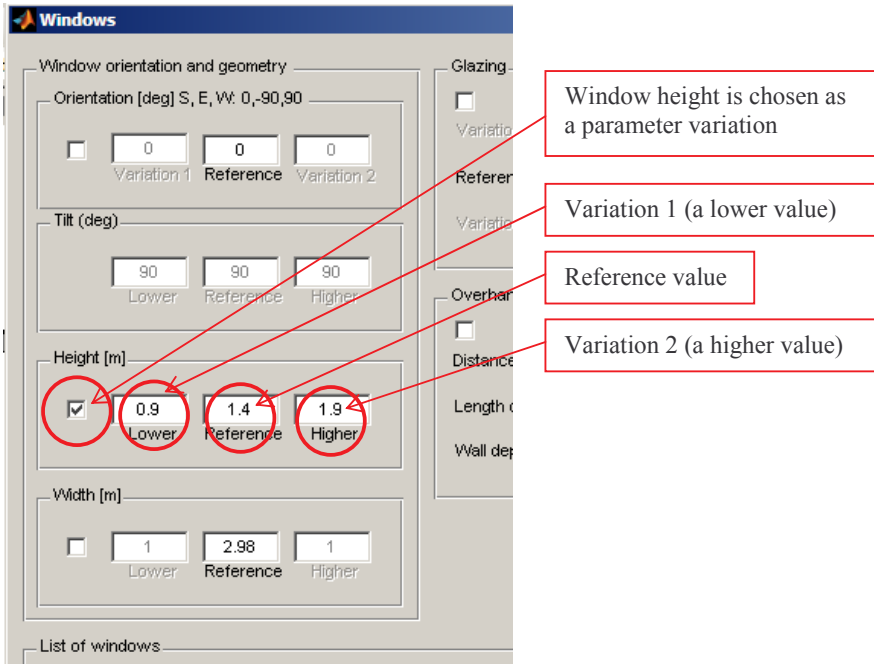 Windows
Window orientation and geometry
Orientation [deg] S, E, W: 0,-90,90
0 0 0
Variation 1 Reference Variation 2
Tilt (deg)
90 90 90
Lower Reference Higher
Height [m]
0.9 1.4 1.9
Lower Reference Higher
Width [m]
1 2.98 1
Lower Reference Higher
List of windows
Glazing
Variatio
Referen
Variatio
Overhan
Distance
Length o
Wall dep
Window height is chosen as
a parameter variation
Variation 1 (a lower value)
Reference value
Variation 2 (a higher value)